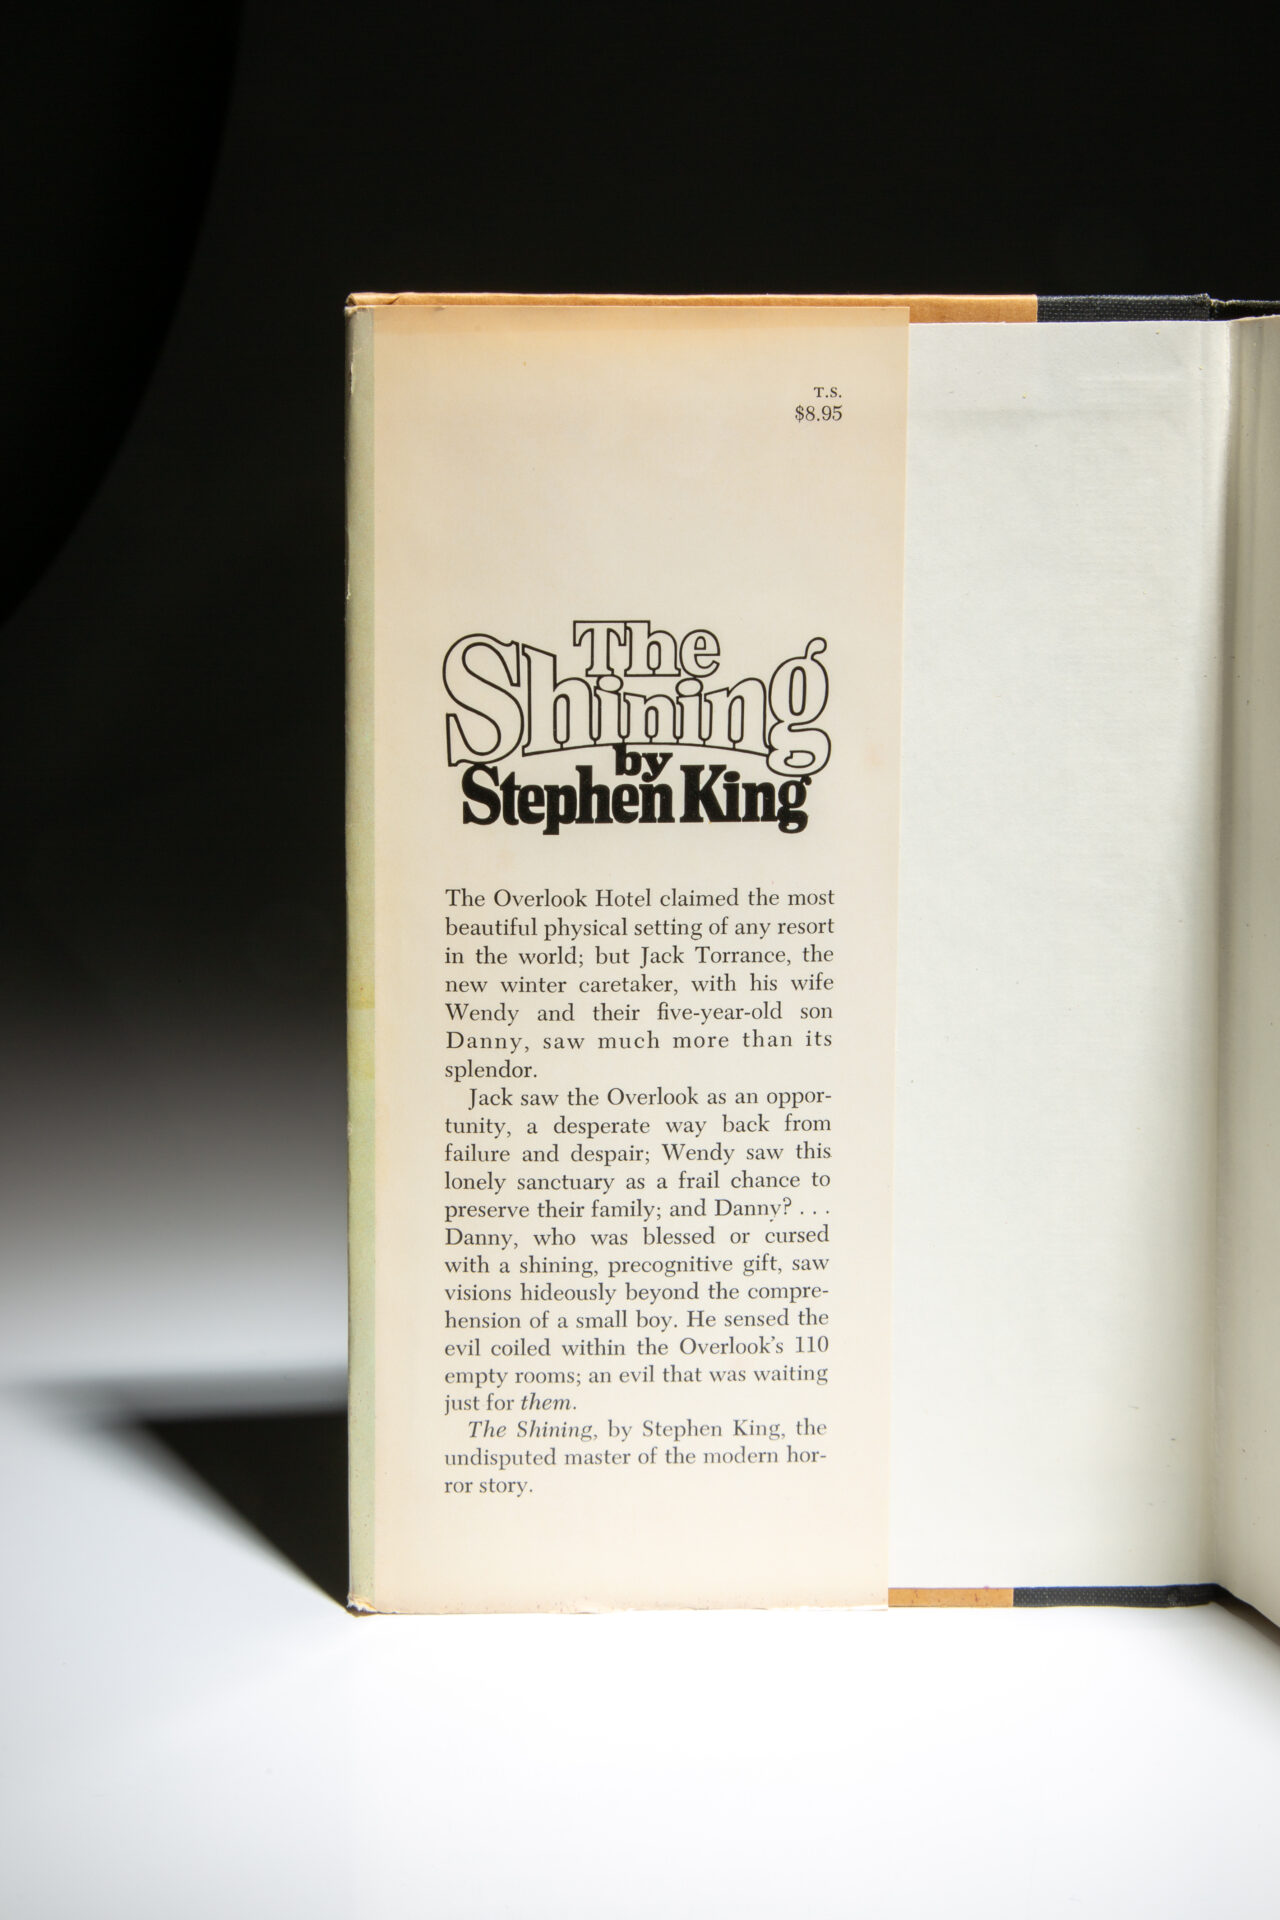 T.S.
$8.95
The
Shining
by
Stephen King
The Overlook Hotel claimed the most
beautiful physical setting of any resort
in the world; but Jack Torrance, the
new winter caretaker, with his wife
Wendy and their five-year-old son
Danny, saw much more than its
splendor.
Jack saw the Overlook as an oppor-
tunity, a desperate way back from
failure and despair; Wendy saw this
lonely sanctuary as a frail chance to
preserve their family; and Danny? . . .
Danny, who was blessed or cursed
with a shining, precognitive gift, saw
visions hideously beyond the compre-
hension of a small boy. He sensed the
evil coiled within the Overlook's 110
empty rooms; an evil that was waiting
just for them.
The Shining, by Stephen King, the
undisputed master of the modern hor-
ror story.